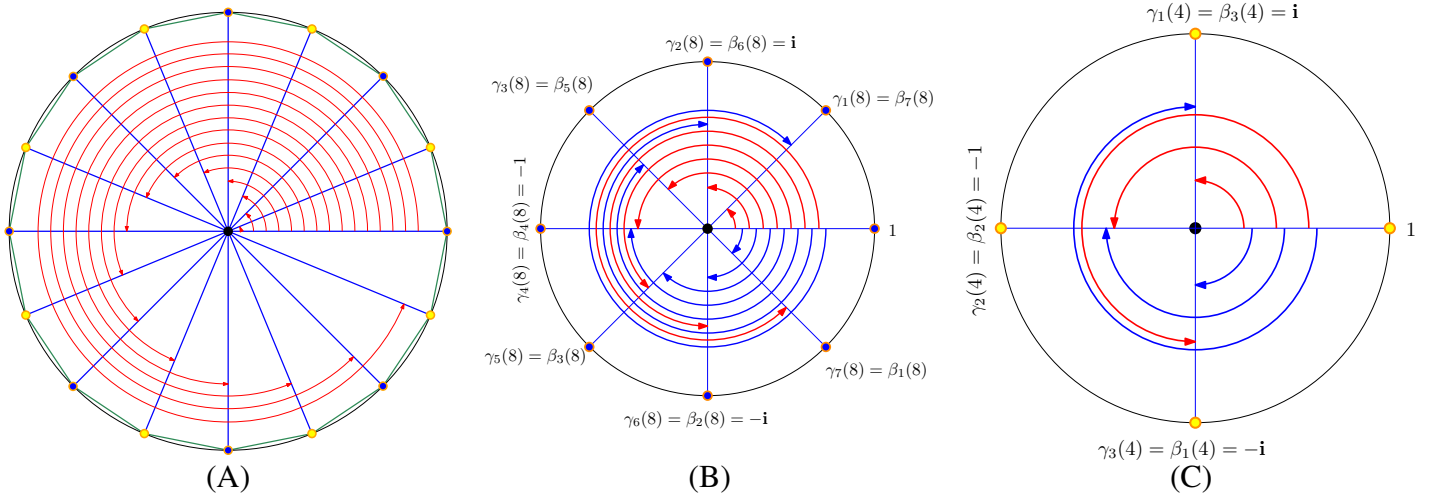 γ₂(8) = β₆(8) = **i**
γ₃(8) = β₅(8)
γ₁(8) = β₇(8)
γ₄(8) = β₄(8) = −1
1
γ₅(8) = β₃(8)
γ₇(8) = β₁(8)
γ₆(8) = β₂(8) = −**i**
γ₁(4) = β₃(4) = **i**
γ₂(4) = β₂(4) = −1
1
γ₃(4) = β₁(4) = −**i**
(A)
(B)
(C)